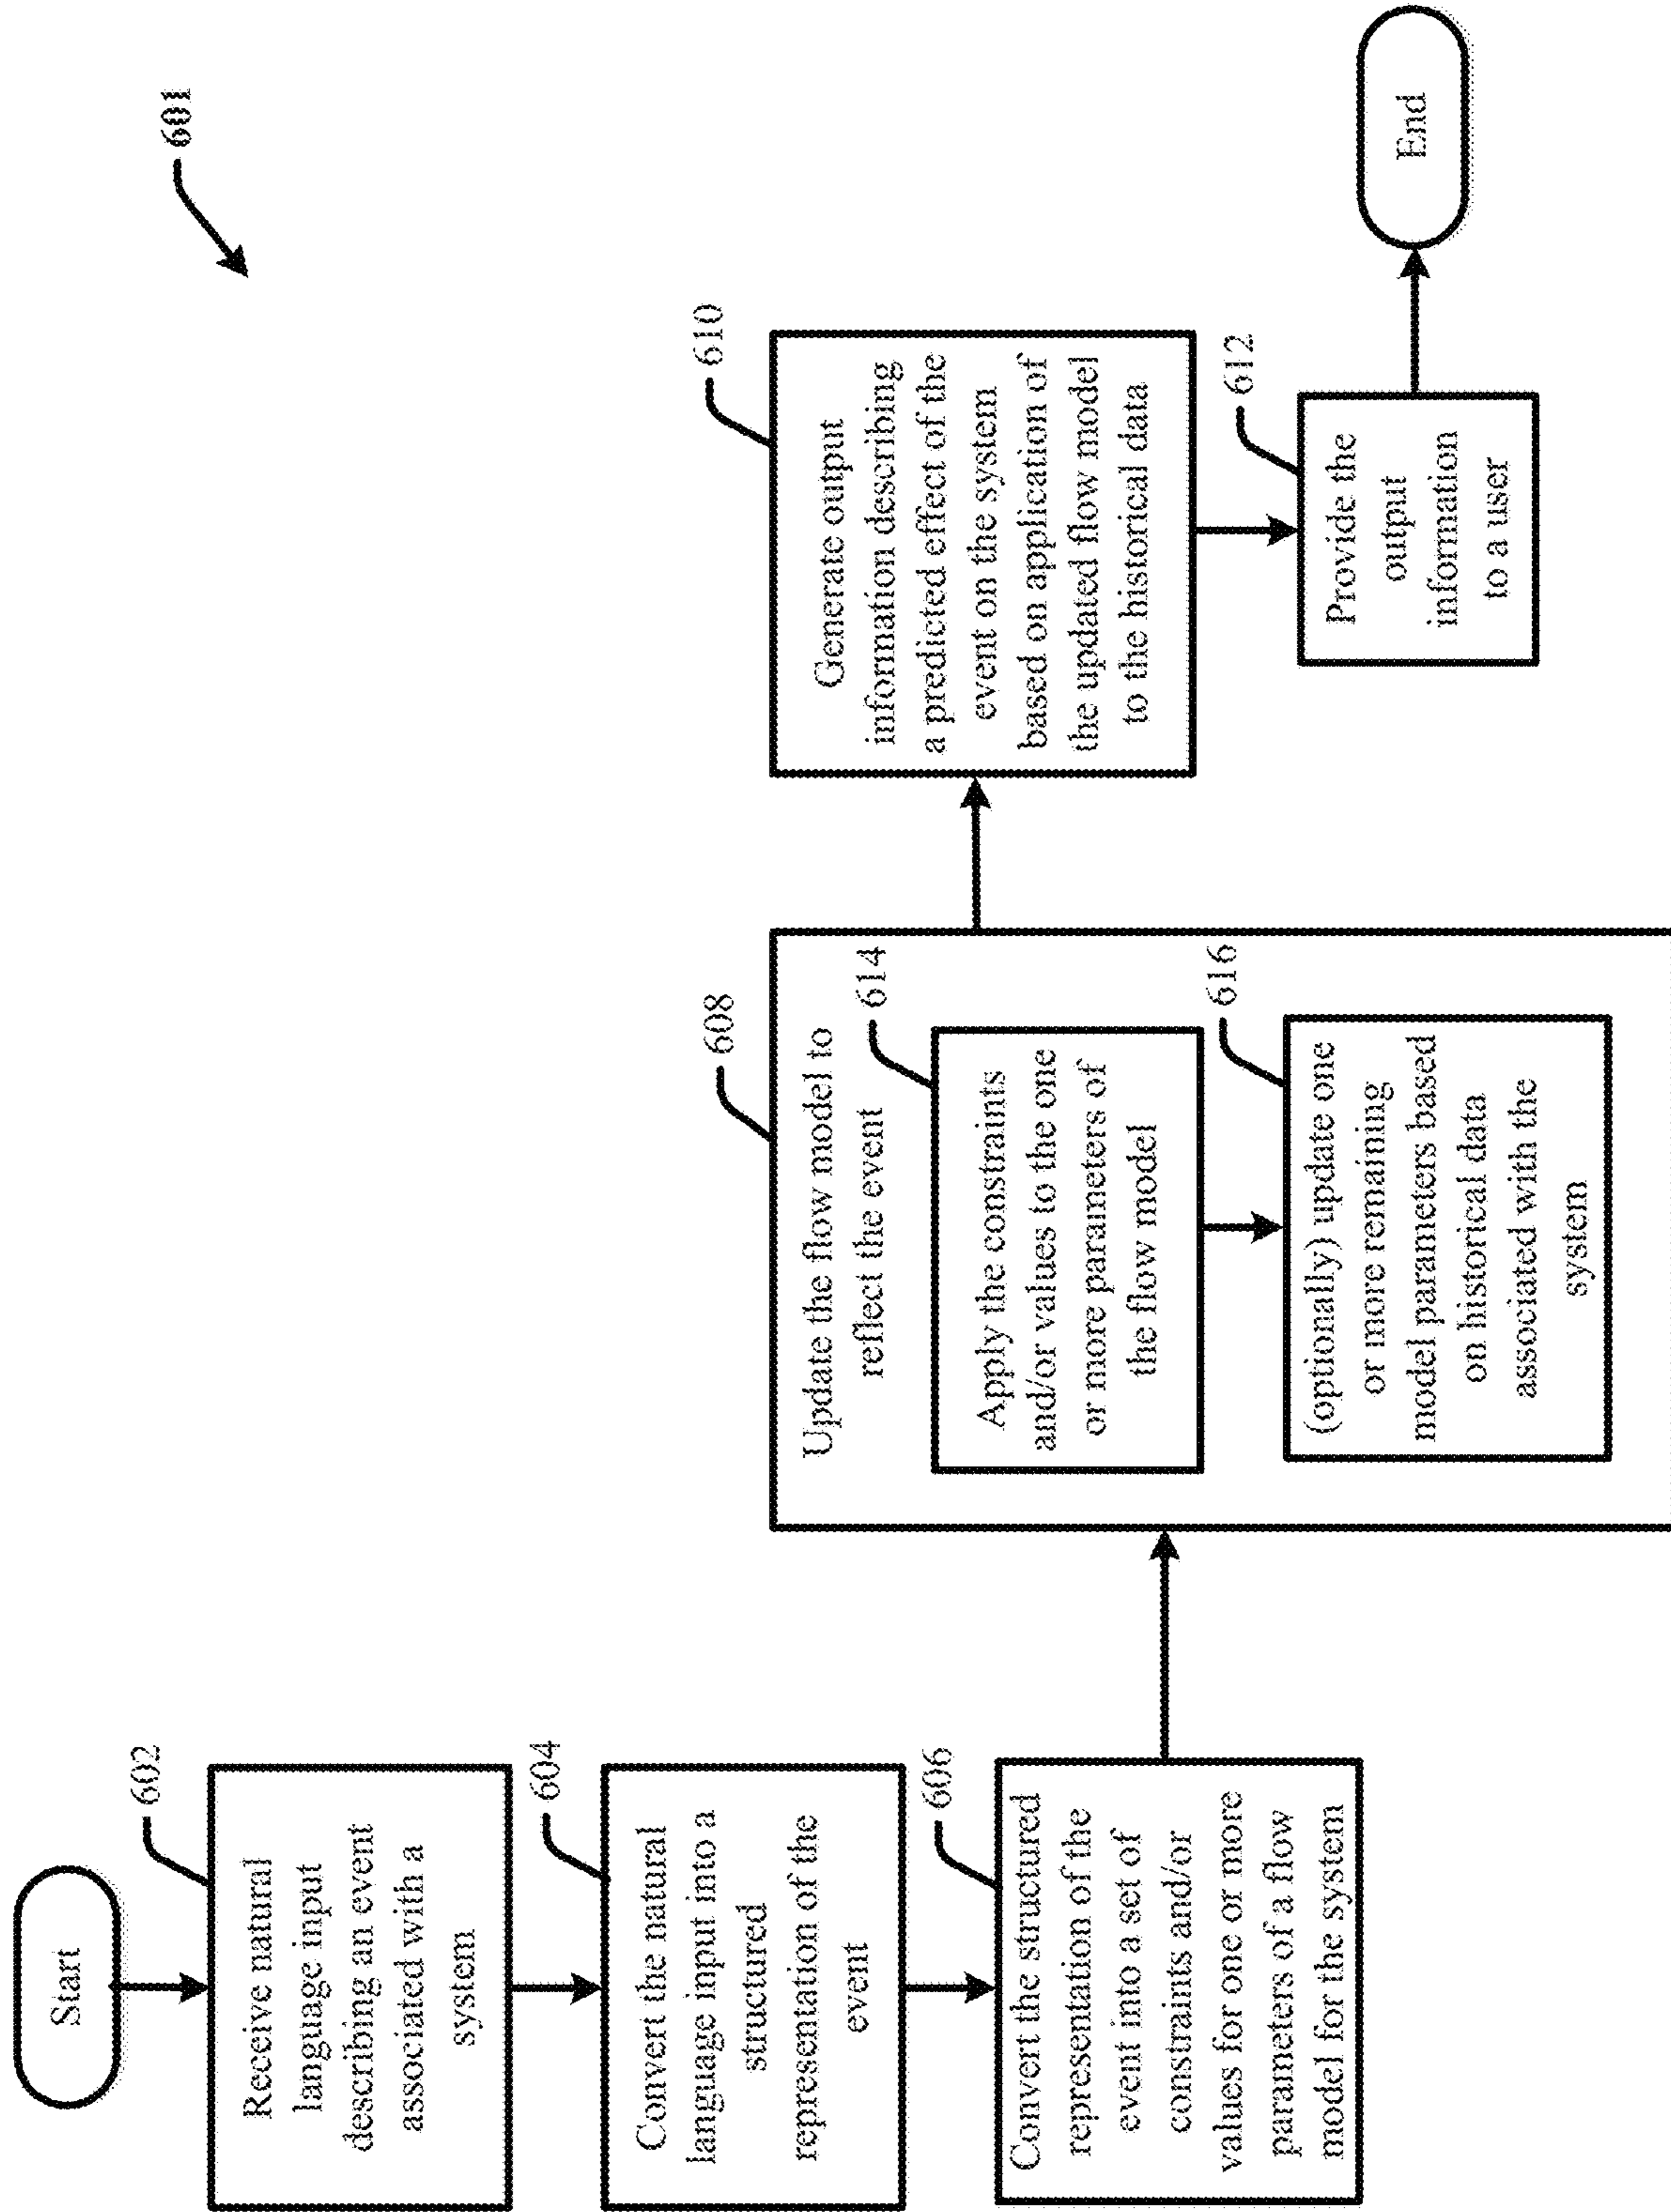 601
Start
602
Receive natural
language input
describing an event
associated with a
system
604
Convert the natural
language input into a
structured
representation of the
event
606
Convert the structured
representation of the
event into a set of
constraints and/or
values for one or more
parameters of a flow
model for the system
608
Update the flow model to
reflect the event
614
Apply the constraints
and/or values to the one
or more parameters of
the flow model
616
(optionally) update one
or more remaining
model parameters based
on historical data
associated with the
system
610
Generate output
information describing
a predicted effect of the
event on the system
based on application of
the updated flow model
to the historical data
612
Provide the
output
information
to a user
End